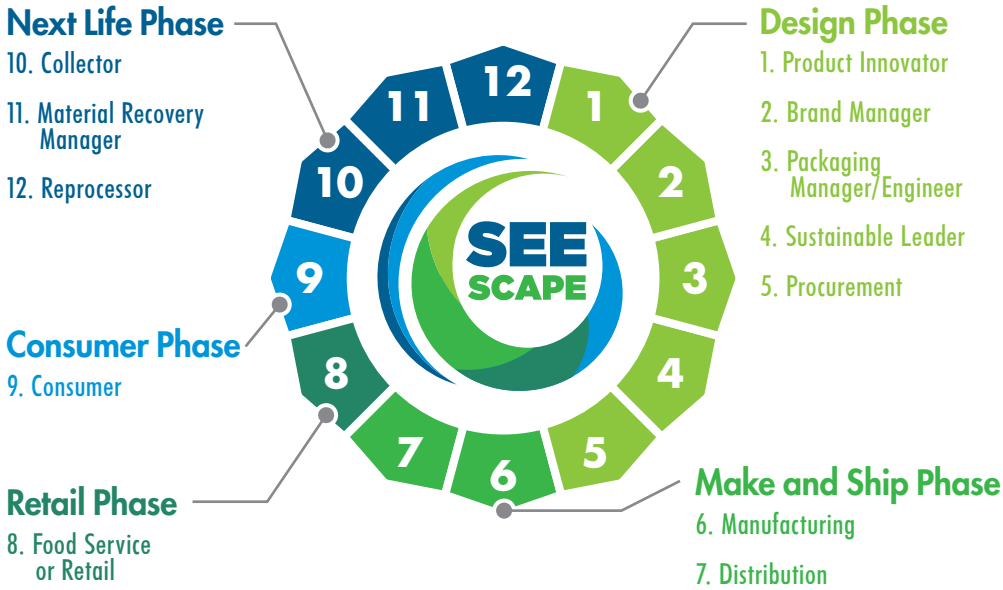 Next Life Phase
10. Collector
11. Material Recovery
Manager
12. Reprocessor
Consumer Phase
9. Consumer
Retail Phase
8. Food Service
or Retail
12
11
10
9
8
7
6
5
4
3
2
1
SEE
SCAPE
Design Phase
1. Product Innovator
2. Brand Manager
3. Packaging
Manager/Engineer
4. Sustainable Leader
5. Procurement
Make and Ship Phase
6. Manufacturing
7. Distribution